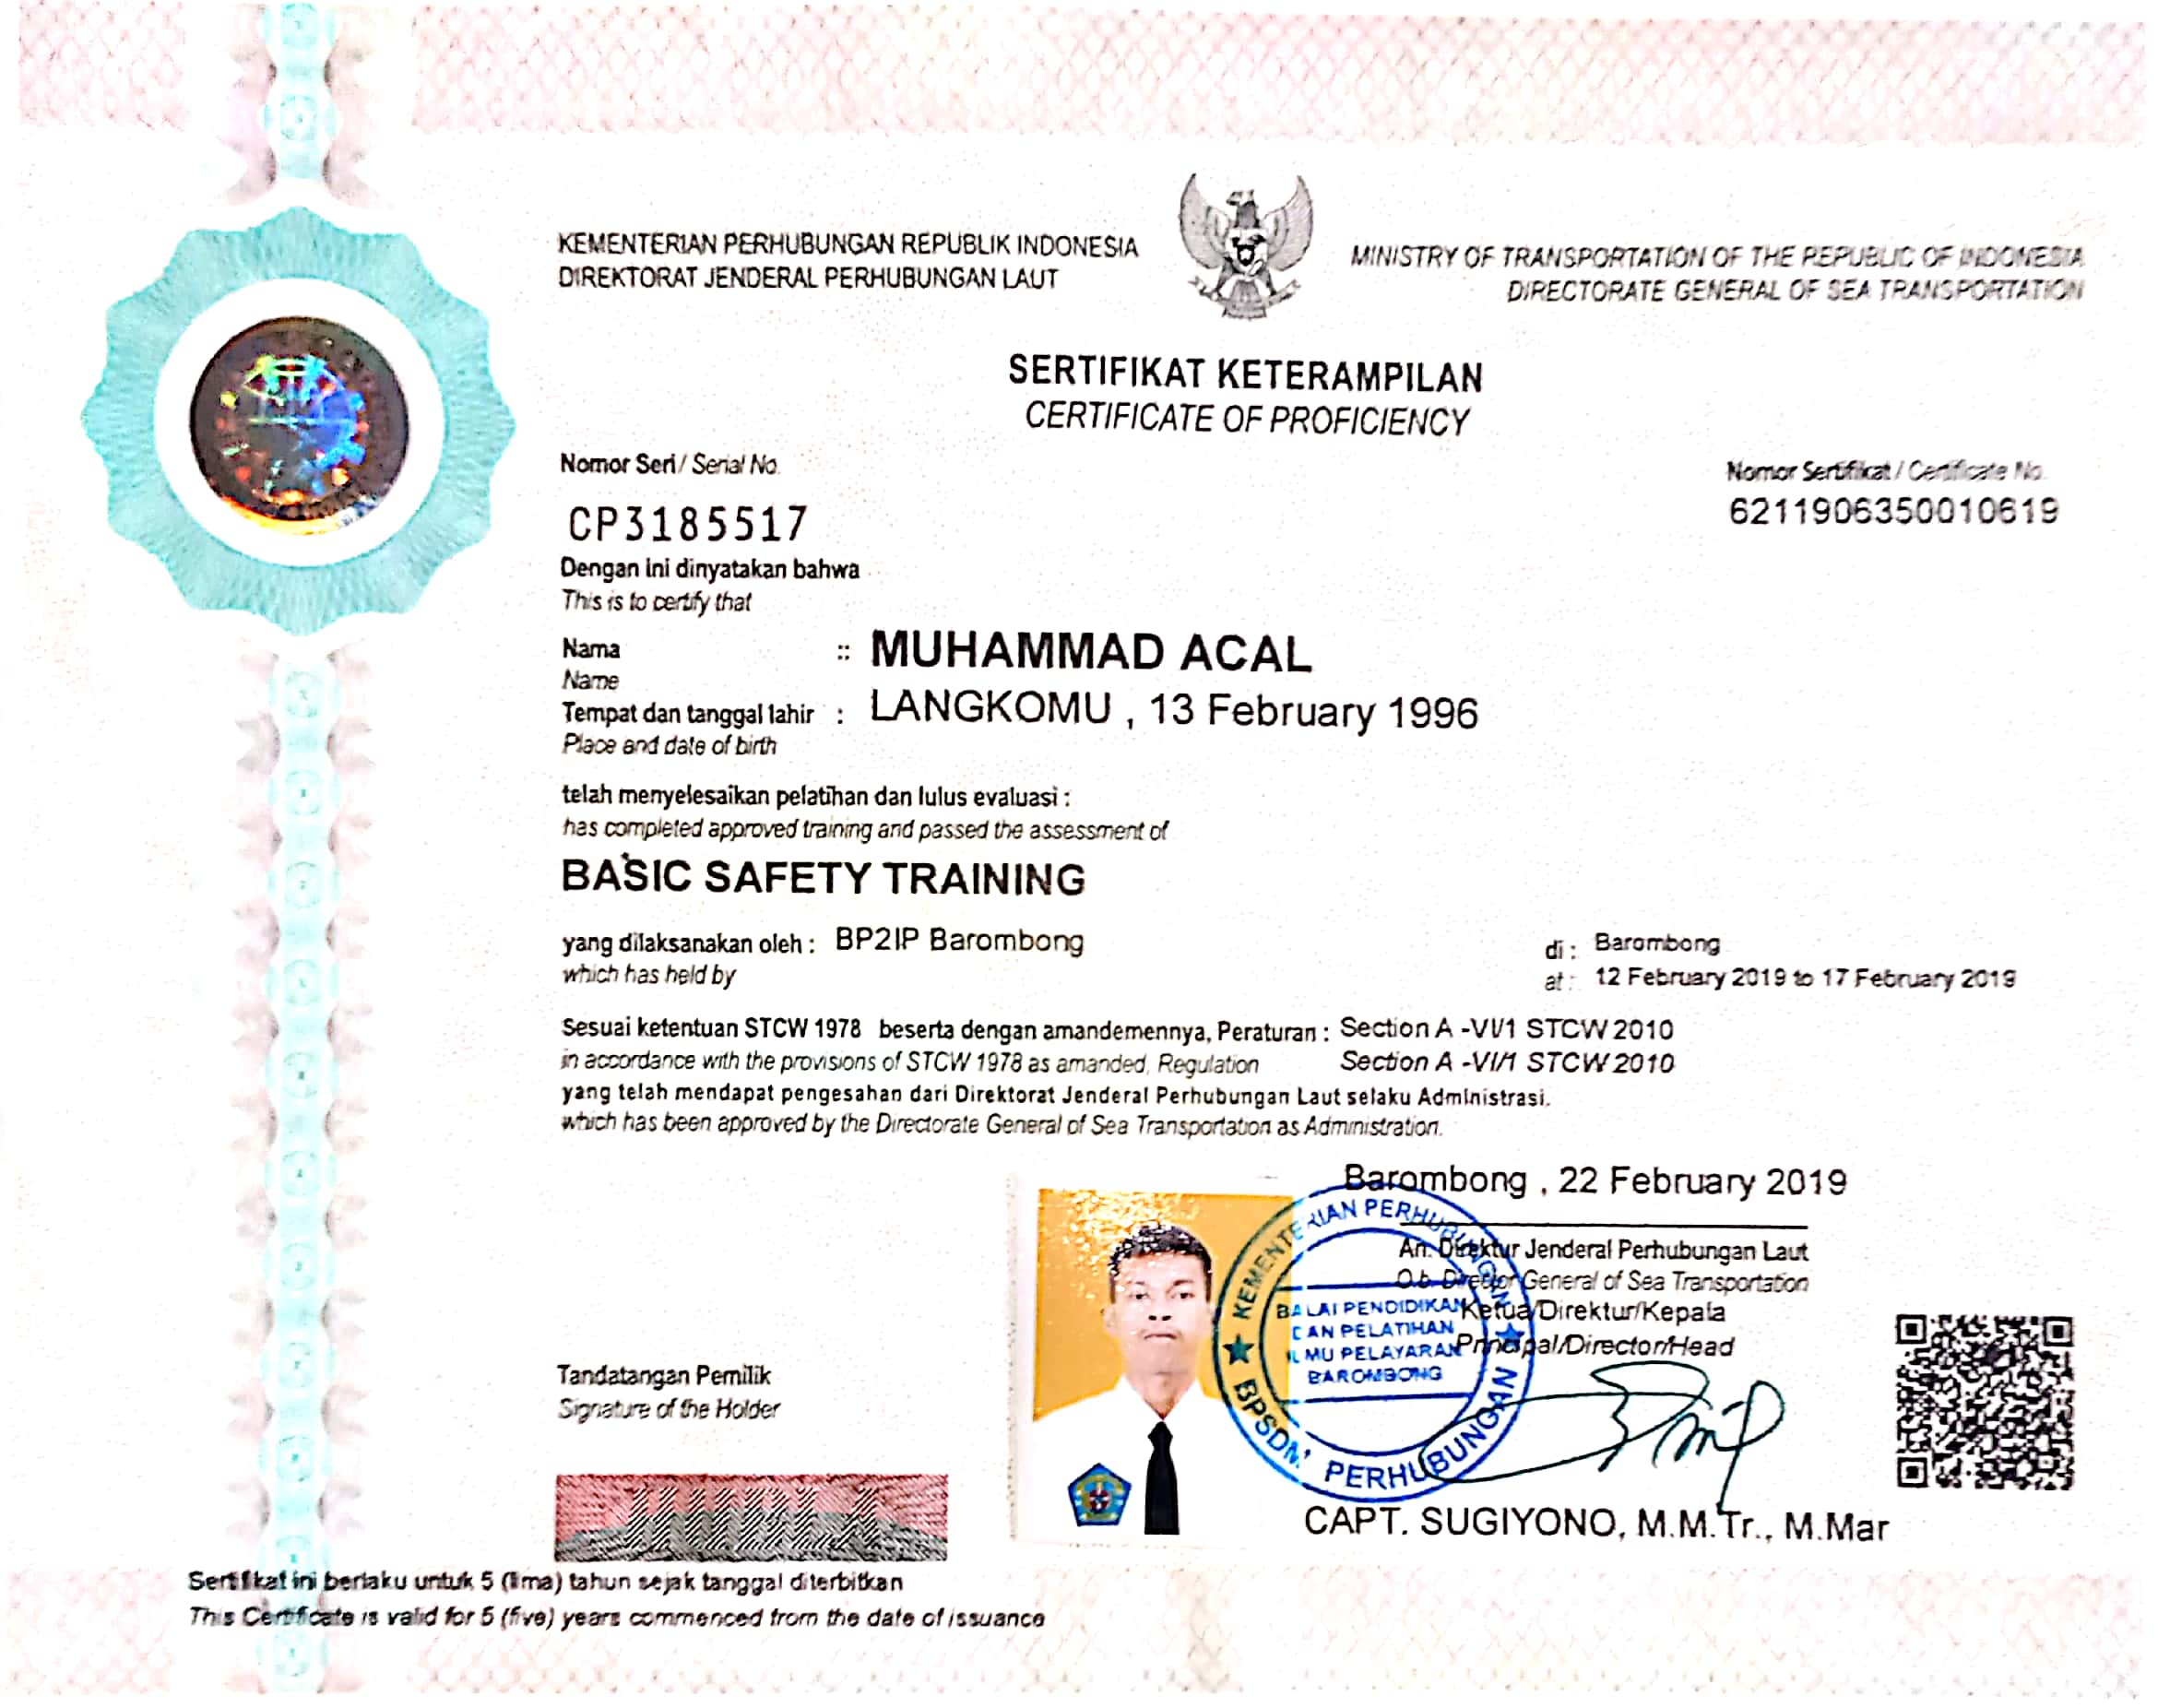 KEMENTERIAN PERHUBUNGAN REPUBLIK INDONESIA
DIREKTORAT JENDERAL PERHUBUNGAN LAUT
MINISTRY OF TRANSPORTATION OF THE REPUBLIC OF INDONESIA
DIRECTORATE GENERAL OF SEA TRANSPORTATION
SERTIFIKAT KETERAMPILAN
CERTIFICATE OF PROFICIENCY
Nomor Seri / Serial No.
CP3185517
Nomor Sertifikat / Certificate No.
6211906350010619
Dengan ini dinyatakan bahwa
This is to certify that
Nama :: MUHAMMAD ACAL
Name
Tempat dan tanggal lahir : LANGKOMU , 13 February 1996
Place and date of birth
telah menyelesaikan pelatihan dan lulus evaluasi :
has completed approved training and passed the assessment of
BASIC SAFETY TRAINING
yang dilaksanakan oleh : BP2IP Barombong
which has held by
di : Barombong
at : 12 February 2019 to 17 February 2019
Sesuai ketentuan STCW 1978 beserta dengan amandemennya, Peraturan : Section A -VI/1 STCW 2010
in accordance with the provisions of STCW 1978 as amanded, Regulation Section A -VI/1 STCW 2010
yang telah mendapat pengesahan dari Direktorat Jenderal Perhubungan Laut selaku Administrasi.
which has been approved by the Directorate General of Sea Transportation as Administration.
Barombong , 22 February 2019
An. Direktur Jenderal Perhubungan Laut
O.b. Director General of Sea Transportation
Ketua/Direktur/Kepala
Principal/Director/Head
KEMENTERIAN PERHUBUNGAN
BALAI PENDIDIKAN
DAN PELATIHAN
ILMU PELAYARAN
BAROMBONG
BPSDM PERHUBUNGAN
Tandatangan Pemilik
Signature of the Holder
CAPT. SUGIYONO, M.M.Tr., M.Mar
Sertifikat ini berlaku untuk 5 (lima) tahun sejak tanggal diterbitkan
This Certificate is valid for 5 (five) years commenced from the date of issuance